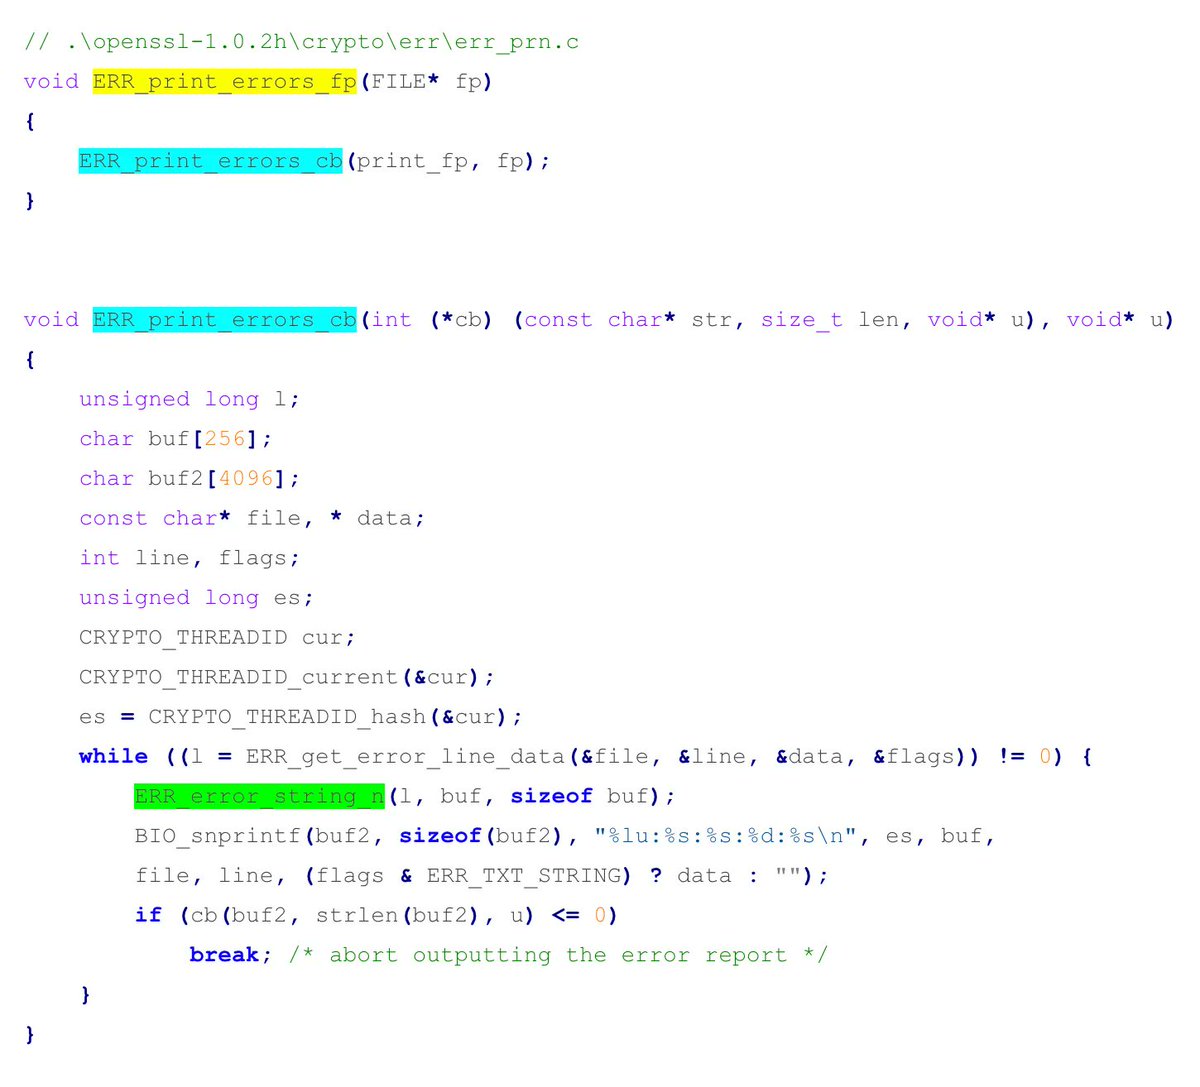 // .\openssl-1.0.2h\crypto\err\err_prn.c
void ERR_print_errors_fp(FILE* fp)
{
    ERR_print_errors_cb(print_fp, fp);
}
void ERR_print_errors_cb(int (*cb) (const char* str, size_t len, void* u), void* u)
{
    unsigned long l;
    char buf[256];
    char buf2[4096];
    const char* file, * data;
    int line, flags;
    unsigned long es;
    CRYPTO_THREADID cur;
    CRYPTO_THREADID_current(&cur);
    es = CRYPTO_THREADID_hash(&cur);
    while ((l = ERR_get_error_line_data(&file, &line, &data, &flags)) != 0) {
        ERR_error_string_n(l, buf, sizeof buf);
        BIO_snprintf(buf2, sizeof(buf2), "%lu:%s:%s:%d:%s\n", es, buf,
        file, line, (flags & ERR_TXT_STRING) ? data : "");
        if (cb(buf2, strlen(buf2), u) <= 0)
            break; /* abort outputting the error report */
    }
}